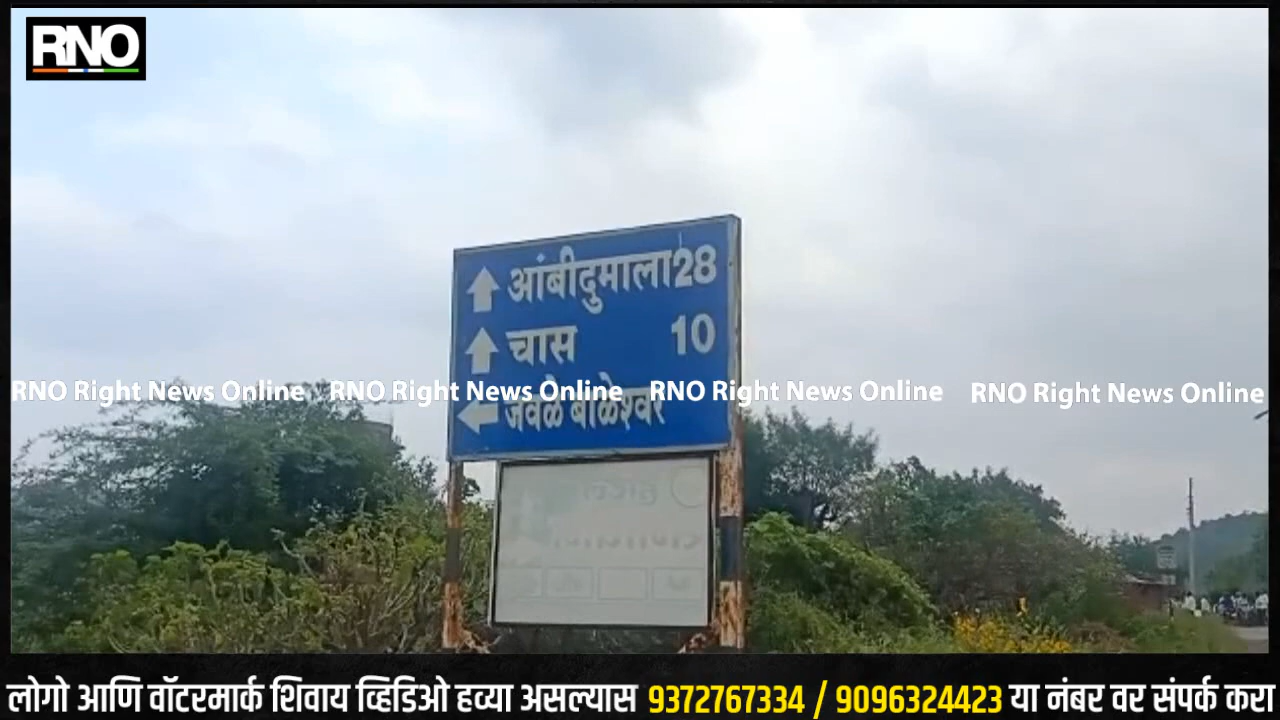 RNO
आंबीदुमाला 28
चास 10
RNO Right News Online RNO Right News Online RNO Right News Online RNO Right News Online
जवळे बाळेश्वर
लोगो आणि वॉटरमार्क शिवाय व्हिडिओ हव्या असल्यास 9372767334 / 9096324423 या नंबर वर संपर्क करा